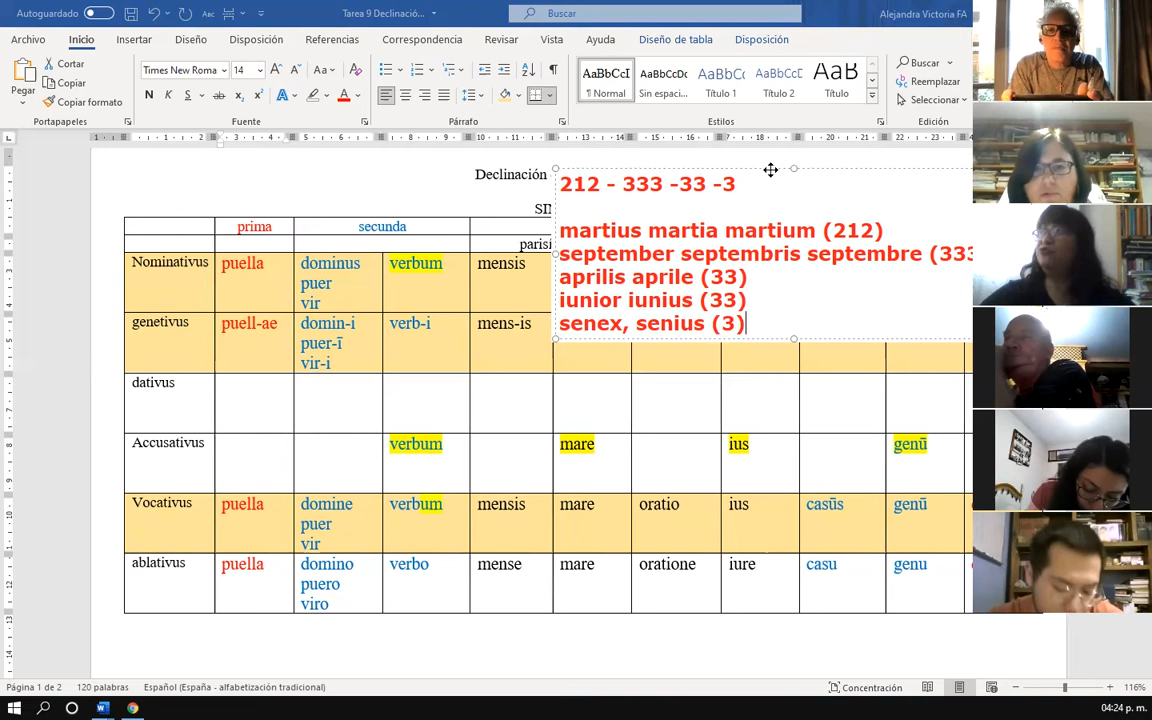 Autoguardado
Tarea 9 Declinació...
Buscar
Alejandra Victoria FA
Archivo Inicio Insertar Diseño Disposición Referencias Correspondencia Revisar Vista Ayuda Diseño de tabla Disposición
Pegar
Cortar
Copiar
Copiar formato
Times New Roma 14
N K S
AaBbCcI AaBbCcDc AaBbCc AaBbCcI AaB
¶ Normal Sin espaci... Título 1 Título 2 Título
Buscar
Reemplazar
Seleccionar
Portapapeles Fuente Párrafo Estilos Edición
Declinación
212 - 333 -33 -3
martius martia martium (212)
september septembris septembre (333
aprilis aprile (33)
iunior iunius (33)
senex, senius (3)
prima secunda
parisi
Nominativus puella dominus verbum mensis
puer
vir
genetivus puell-ae domin-i verb-i mens-is
puer-ī
vir-i
dativus
Accusativus verbum mare ius genū
Vocativus puella domine verbum mensis mare oratio ius casūs genū
puer
vir
ablativus puella domino verbo mense mare oratione iure casu genu
puero
viro
Página 1 de 2 120 palabras Español (España - alfabetización tradicional) Concentración 116%
04:24 p. m.